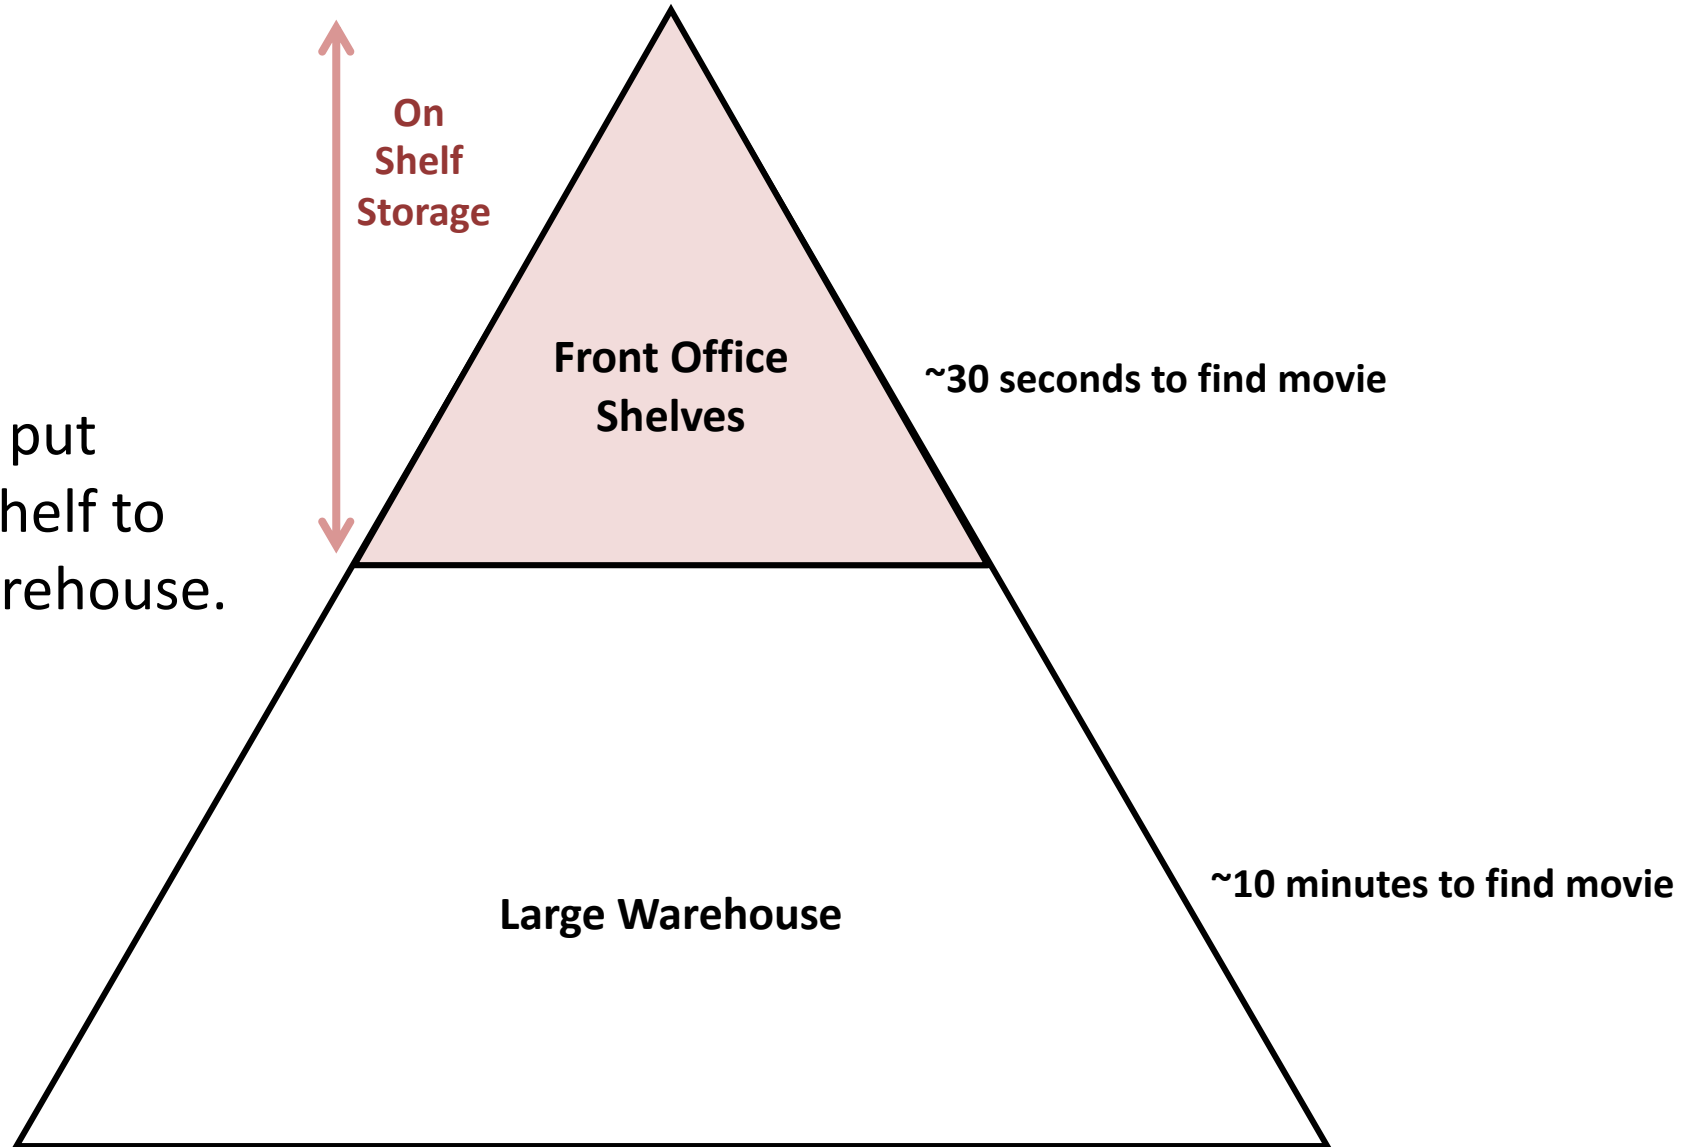 On
Shelf
Storage
Front Office
Shelves
~30 seconds to find movie
put
helf to
rehouse.
Large Warehouse
~10 minutes to find movie